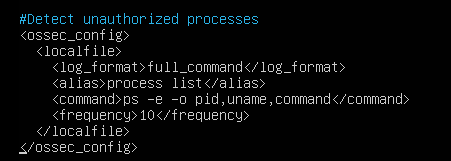 #Detect unauthorized processes
<ossec_config>
  <localfile>
    <log_format>full_command</log_format>
    <alias>process list</alias>
    <command>ps -e -o pid,uname,command</command>
    <frequency>10</frequency>
  </localfile>
</ossec_config>